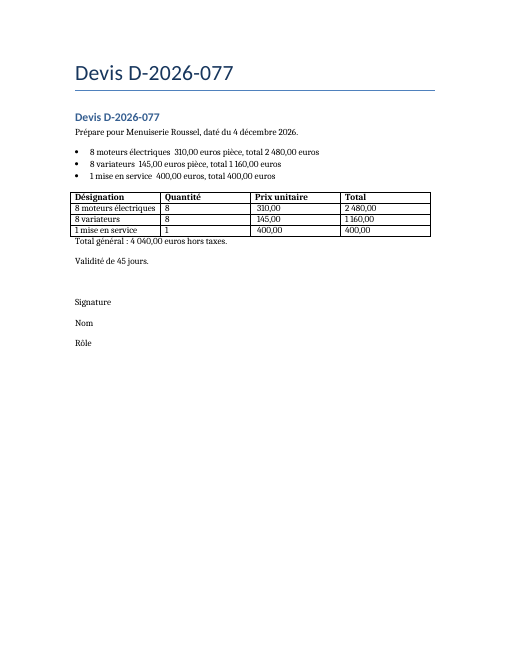 Devis D-2026-077
Devis D-2026-077
Prépare pour Menuiserie Roussel, daté du 4 décembre 2026.
• 8 moteurs électriques 310,00 euros pièce, total 2 480,00 euros
• 8 variateurs 145,00 euros pièce, total 1 160,00 euros
• 1 mise en service 400,00 euros, total 400,00 euros
Désignation Quantité Prix unitaire Total
8 moteurs électriques 8 310,00 2 480,00
8 variateurs 8 145,00 1 160,00
1 mise en service 1 400,00 400,00
Total général : 4 040,00 euros hors taxes.
Validité de 45 jours.
Signature
Nom
Rôle